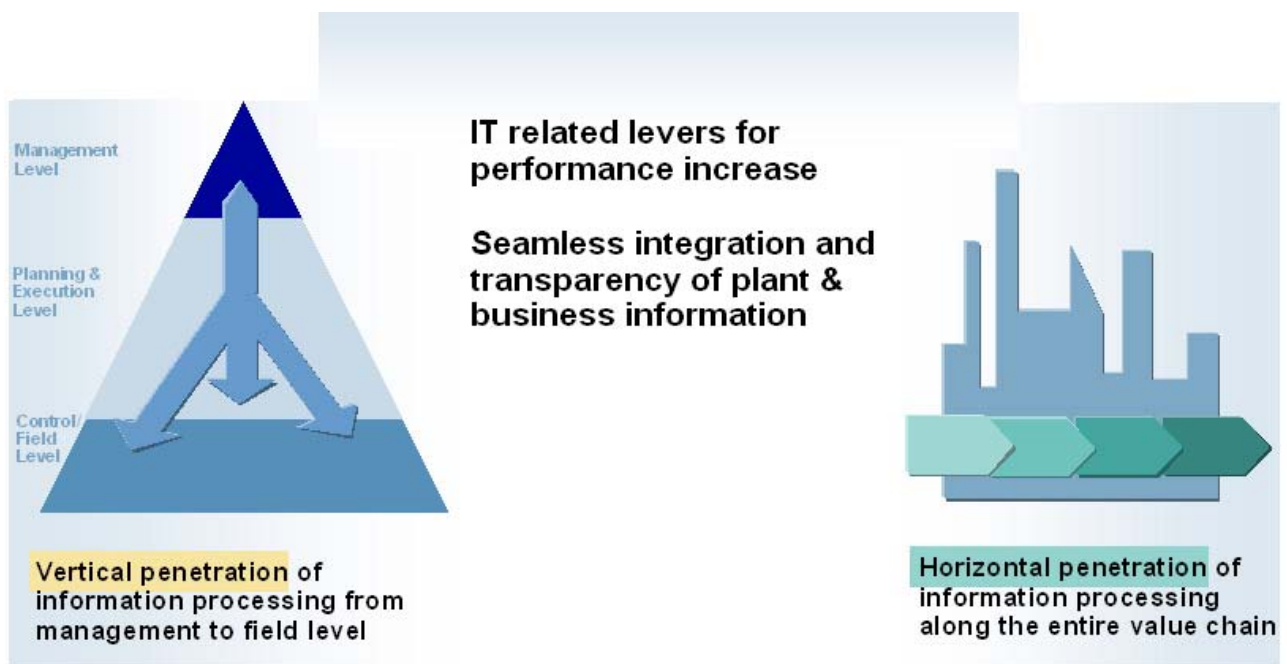 Management
Level
Planning &
Execution
Level
Control/
Field
Level
IT related levers for
performance increase
Seamless integration and
transparency of plant &
business information
Vertical penetration of
information processing from
management to field level
Horizontal penetration of
information processing
along the entire value chain